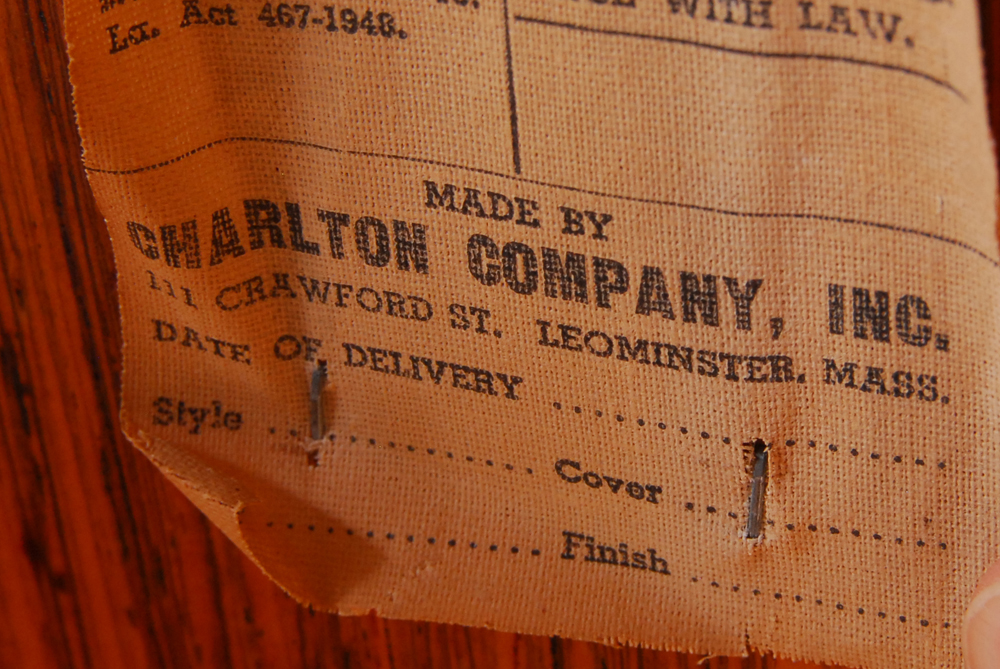 WITH LAW.
La. Act 467-1948.
MADE BY
CHARLTON COMPANY, INC.
111 CRAWFORD ST. LEOMINSTER, MASS.
DATE OF DELIVERY ..............................
Style .................... Cover ....................
.................... Finish ....................